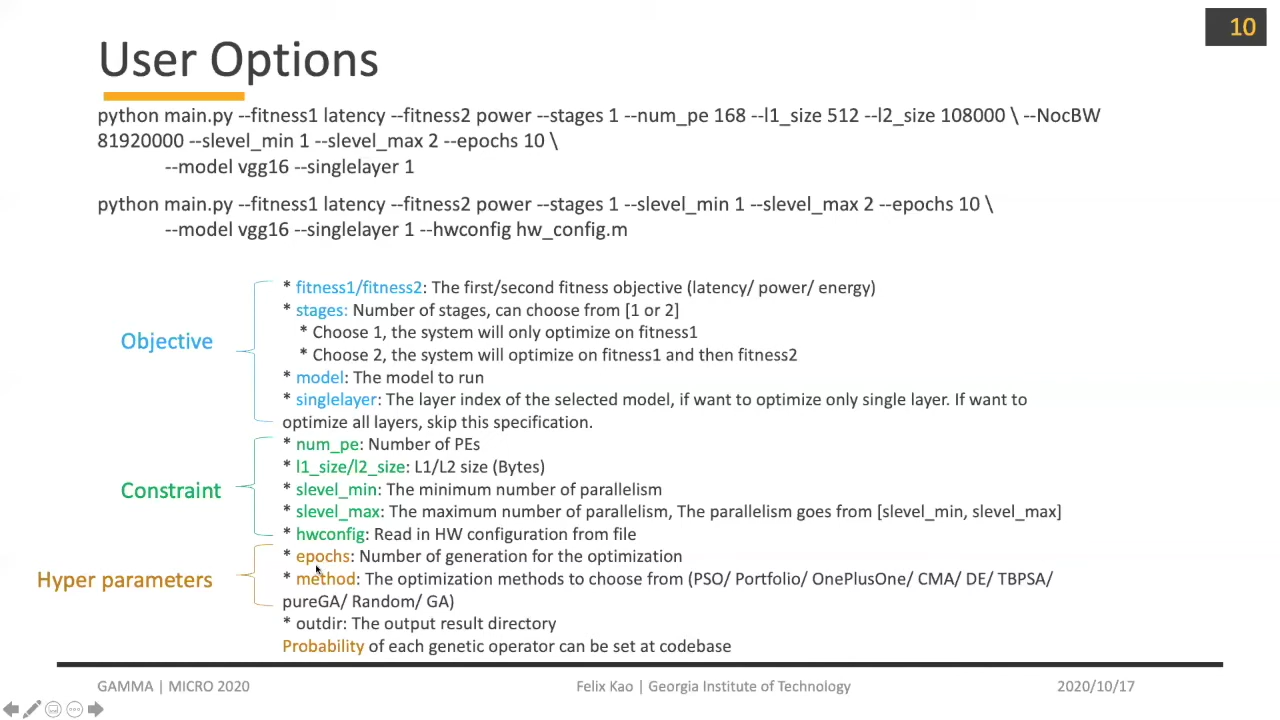 10
User Options
python main.py --fitness1 latency --fitness2 power --stages 1 --num_pe 168 --l1_size 512 --l2_size 108000 \ --NocBW
81920000 --slevel_min 1 --slevel_max 2 --epochs 10 \
--model vgg16 --singlelayer 1
python main.py --fitness1 latency --fitness2 power --stages 1 --slevel_min 1 --slevel_max 2 --epochs 10 \
--model vgg16 --singlelayer 1 --hwconfig hw_config.m
Objective
* fitness1/fitness2: The first/second fitness objective (latency/ power/ energy)
* stages: Number of stages, can choose from [1 or 2]
* Choose 1, the system will only optimize on fitness1
* Choose 2, the system will optimize on fitness1 and then fitness2
* model: The model to run
* singlelayer: The layer index of the selected model, if want to optimize only single layer. If want to
optimize all layers, skip this specification.
Constraint
* num_pe: Number of PEs
* l1_size/l2_size: L1/L2 size (Bytes)
* slevel_min: The minimum number of parallelism
* slevel_max: The maximum number of parallelism, The parallelism goes from [slevel_min, slevel_max]
* hwconfig: Read in HW configuration from file
Hyper parameters
* epochs: Number of generation for the optimization
* method: The optimization methods to choose from (PSO/ Portfolio/ OnePlusOne/ CMA/ DE/ TBPSA/
pureGA/ Random/ GA)
* outdir: The output result directory
Probability of each genetic operator can be set at codebase
GAMMA | MICRO 2020
Felix Kao | Georgia Institute of Technology
2020/10/17